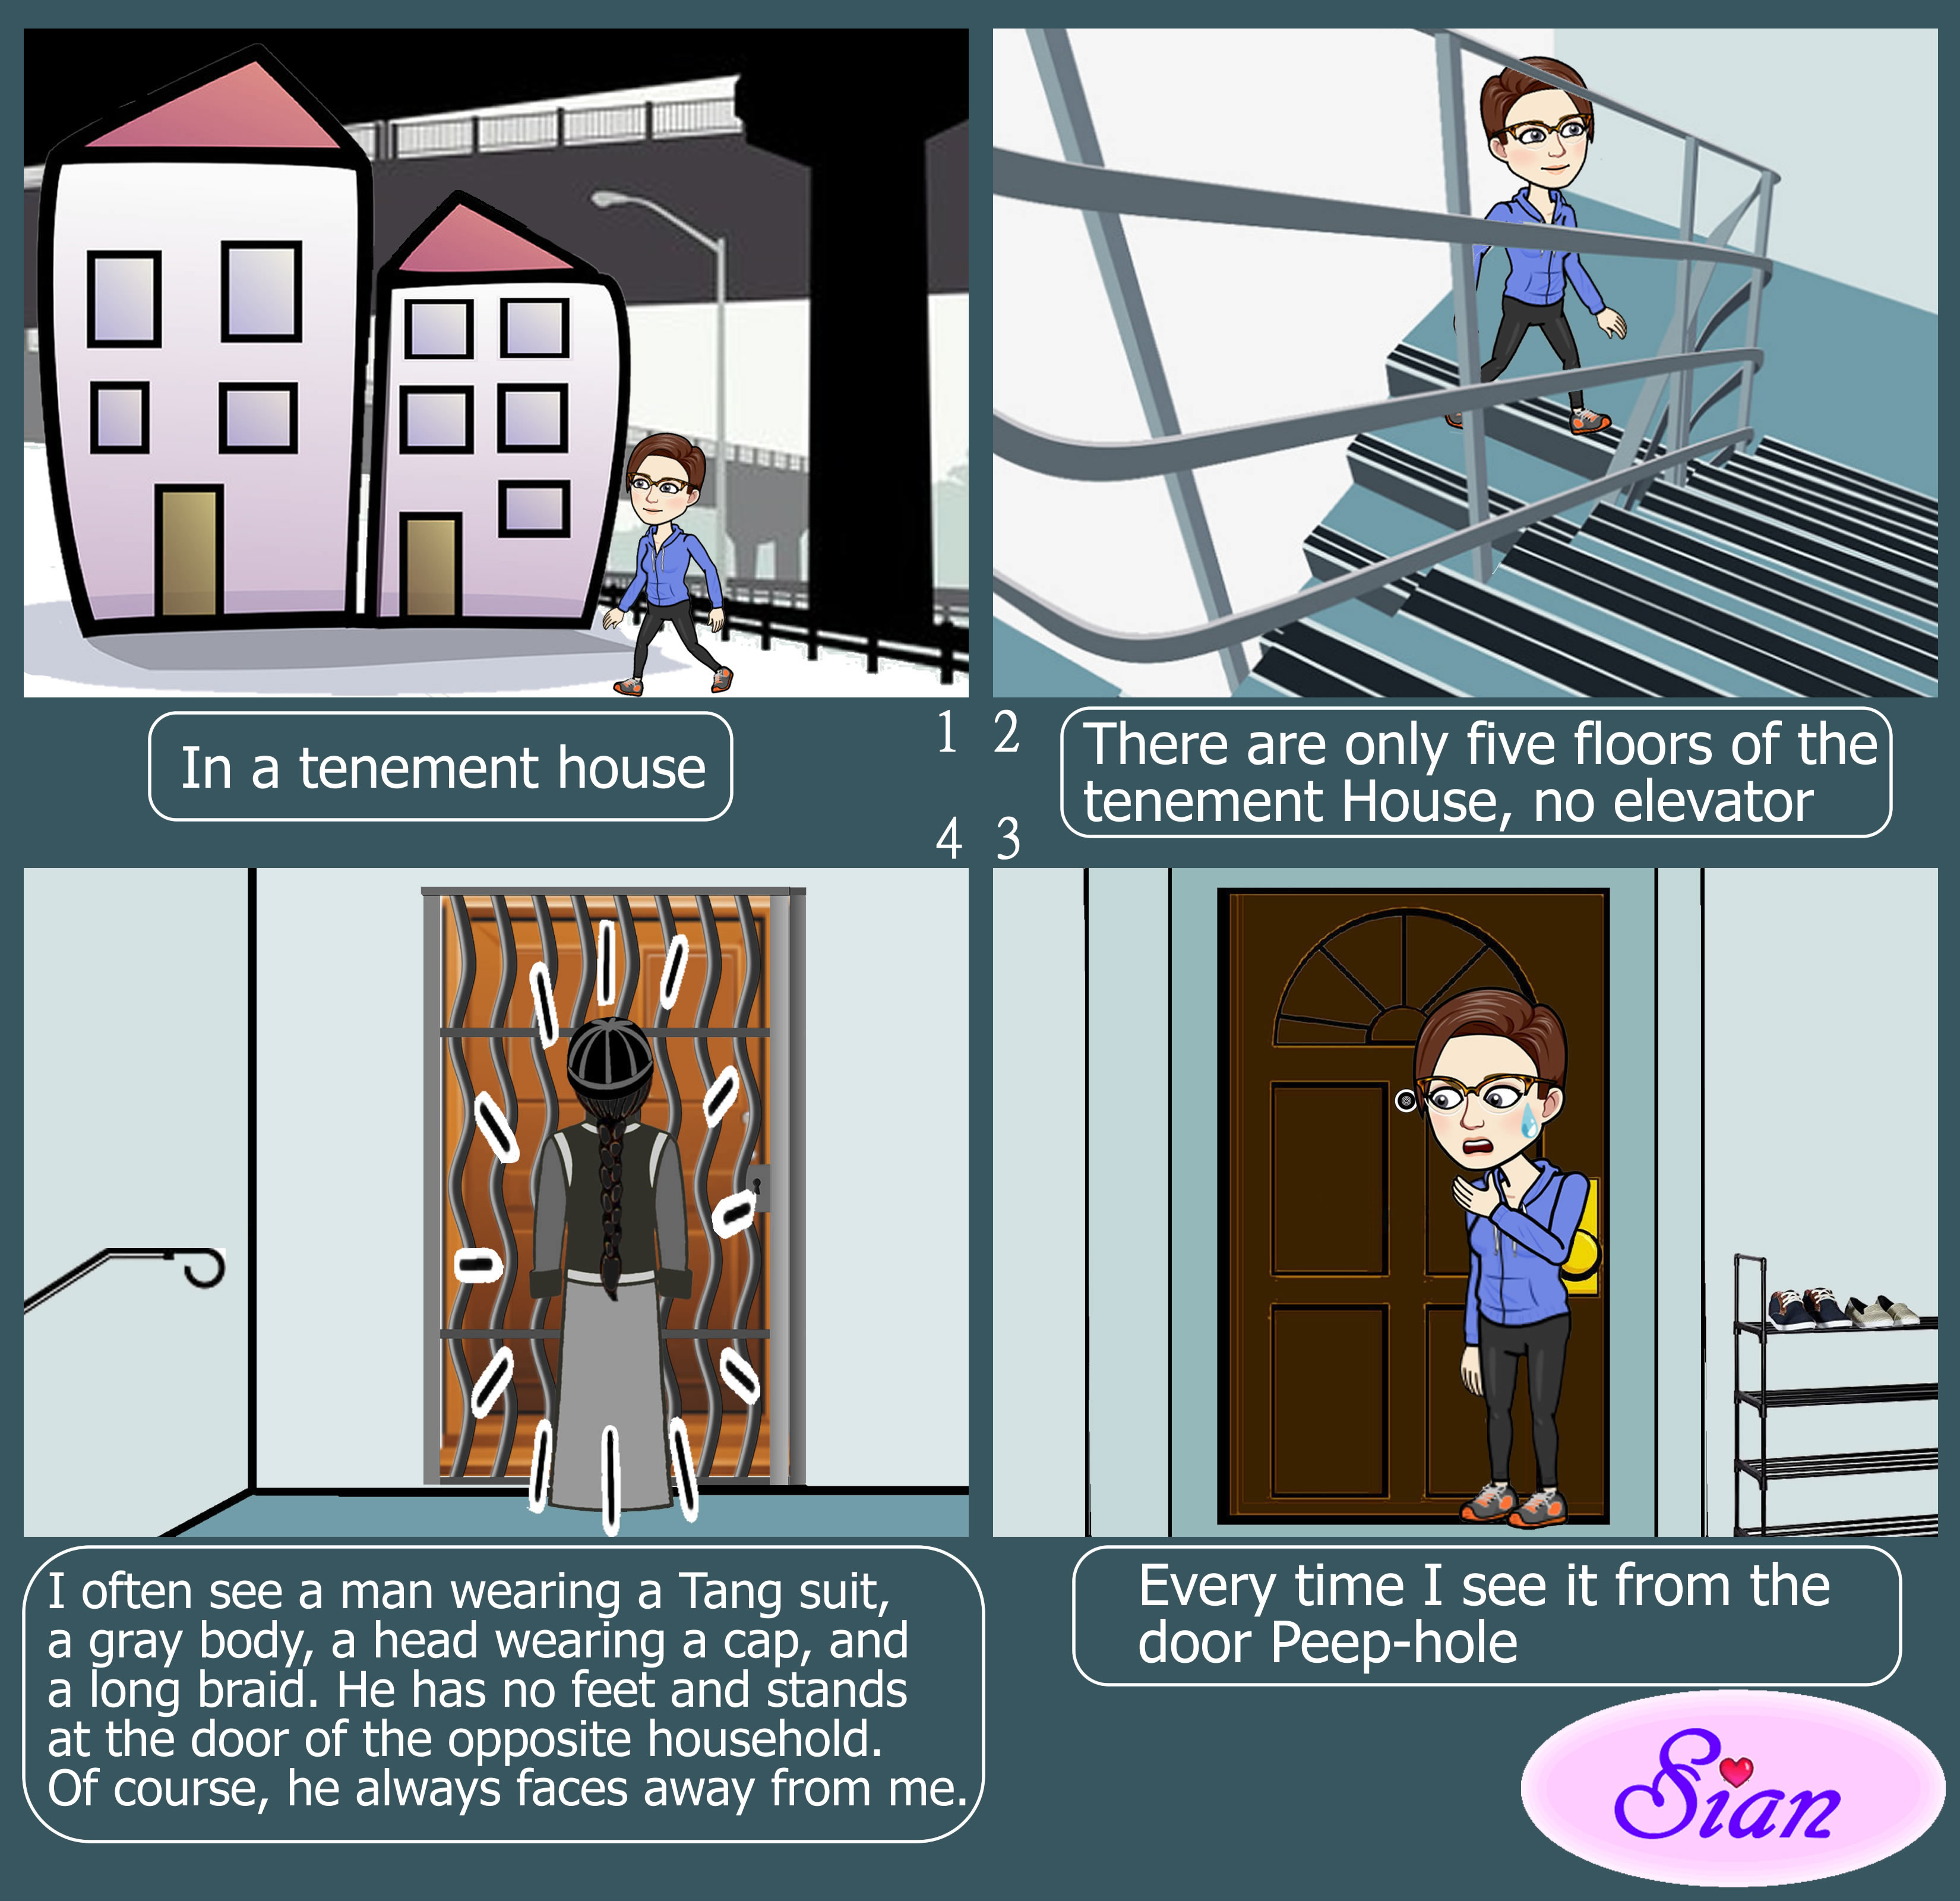 In a tenement house
1
2
There are only five floors of the
tenement House, no elevator
3
Every time I see it from the
door Peep-hole
4
I often see a man wearing a Tang suit,
a gray body, a head wearing a cap, and
a long braid. He has no feet and stands
at the door of the opposite household.
Of course, he always faces away from me.
Sian